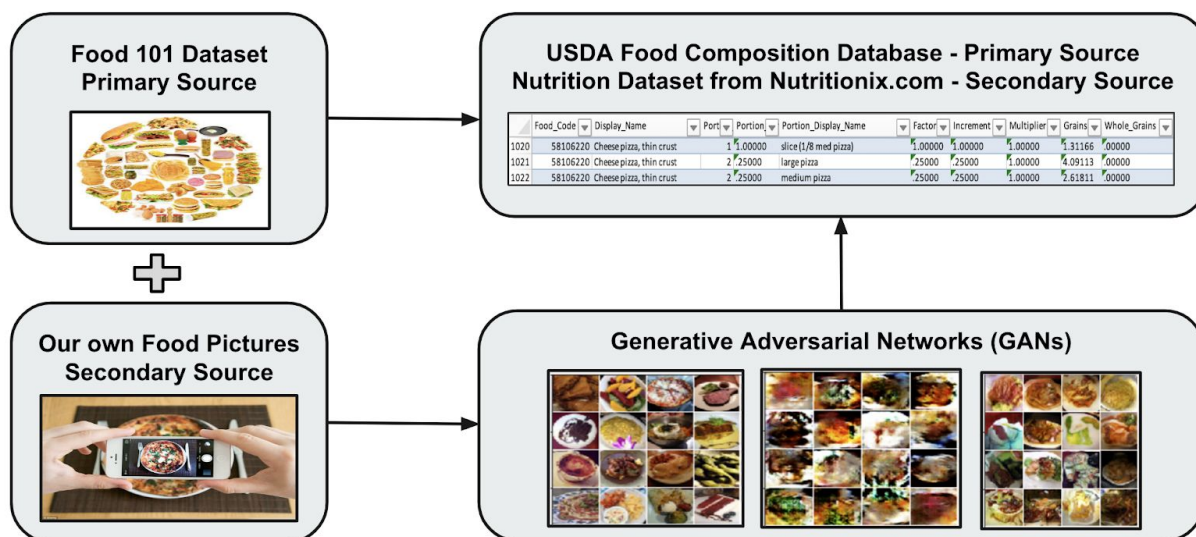 Food 101 Dataset
Primary Source
USDA Food Composition Database - Primary Source
Nutrition Dataset from Nutritionix.com - Secondary Source
Food_Code Display_Name Port Portion_ Portion_Display_Name Factor Increment Multiplier Grains Whole_Grains
1020 58106220 Cheese pizza, thin crust 1 1.00000 slice (1/8 med pizza) 1.00000 1.00000 1.00000 1.31166 .00000
1021 58106220 Cheese pizza, thin crust 2 .25000 large pizza .25000 .25000 1.00000 4.09113 .00000
1022 58106220 Cheese pizza, thin crust 2 .25000 medium pizza .25000 .25000 1.00000 2.61811 .00000
Our own Food Pictures
Secondary Source
Generative Adversarial Networks (GANs)